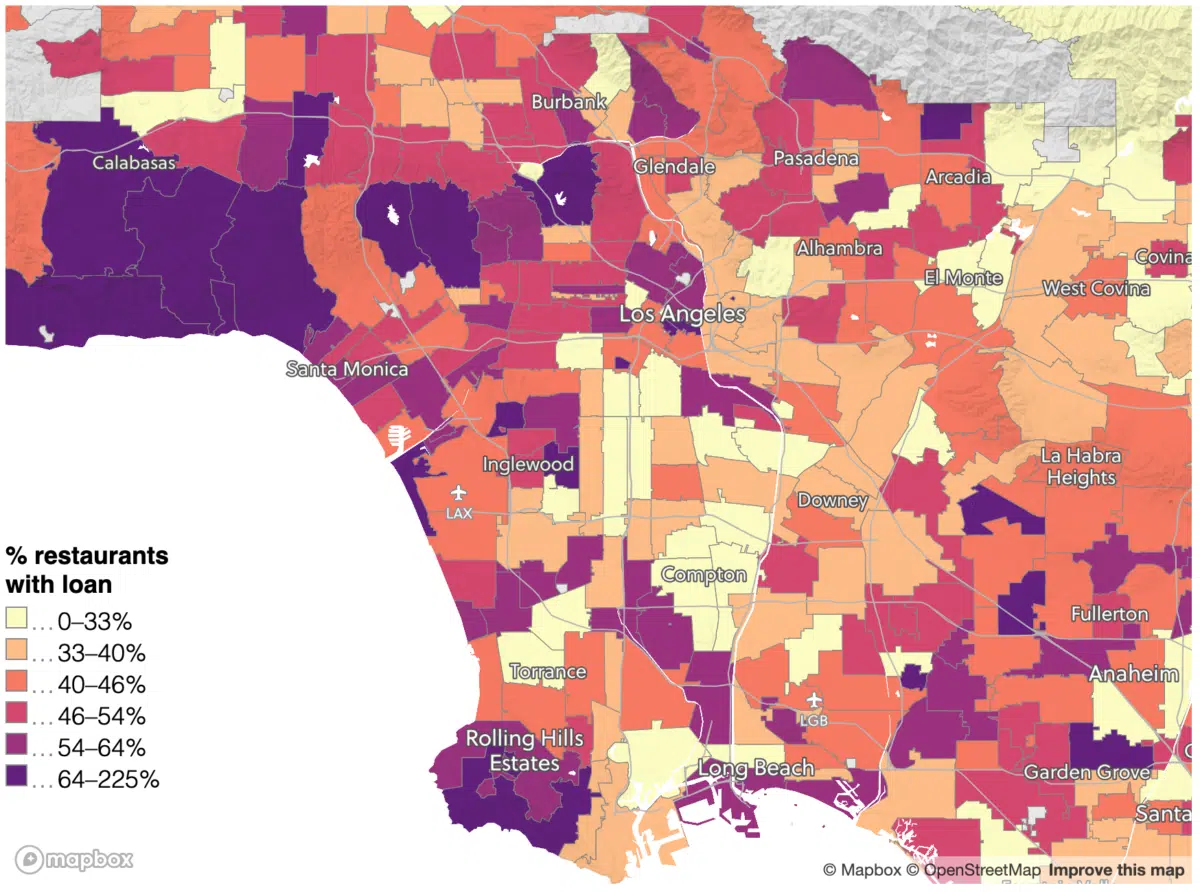 Burbank
Calabasas
Glendale
Pasadena
Arcadia
Alhambra
Covina
El Monte
West Covina
Los Angeles
Santa Monica
Inglewood
La Habra
Heights
LAX
Downey
% restaurants
with loan
...0–33%
...33–40%
...40–46%
...46–54%
...54–64%
...64–225%
Compton
Fullerton
Torrance
Anaheim
LGB
Rolling Hills
Estates
Long Beach
Garden Grove
Santa
mapbox
© Mapbox © OpenStreetMap Improve this map